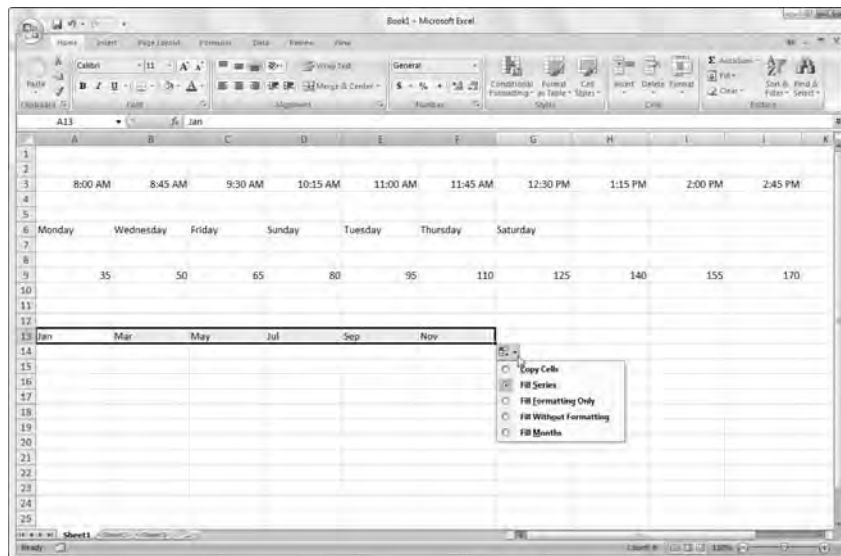 Book1 - Microsoft Excel
Home Insert Page Layout Formulas Data Review View
Calibri 11 A A Wrap Text General Σ AutoSum
Paste B I U A Merge & Center $ % , Conditional Formatting Format as Table Cell Styles Insert Delete Format Fill Clear Sort & Filter Find & Select
Clipboard Font Alignment Number Styles Cells Editing
A13 fx Jan
A B C D E F G H I J K
1
2
3 8:00 AM 8:45 AM 9:30 AM 10:15 AM 11:00 AM 11:45 AM 12:30 PM 1:15 PM 2:00 PM 2:45 PM
4
5
6 Monday Wednesday Friday Sunday Tuesday Thursday Saturday
7
8
9 35 50 65 80 95 110 125 140 155 170
10
11
12
13 Jan Mar May Jul Sep Nov
14
15 Copy Cells
16 Fill Series
17 Fill Formatting Only
18 Fill Without Formatting
19 Fill Months
20
21
22
23
24
25
Sheet1 Sheet2 Sheet3
Ready Count: 6 110%